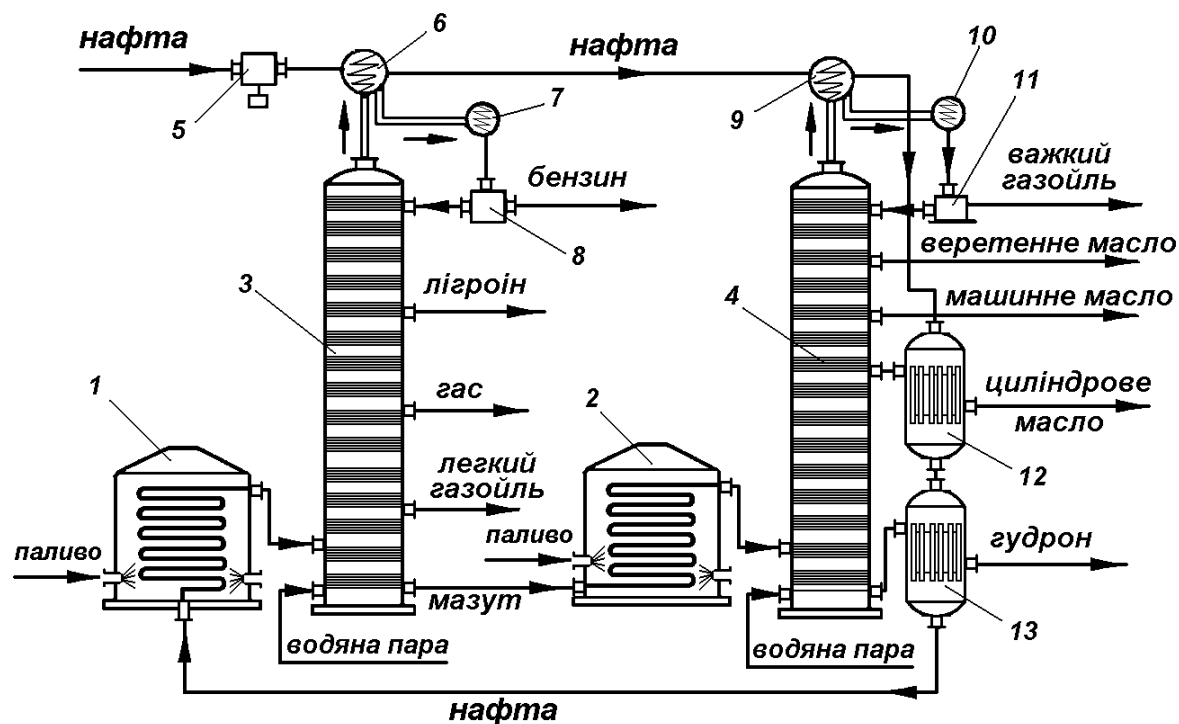 нафта
6
нафта
10
5
7
9
11
бензин
важкий
газойль
8
веретенне масло
3
лігроін
4
машинне масло
1
гас
2
циліндрове
масло
легкий
газойль
12
паливо
паливо
гудрон
мазут
13
водяна пара
водяна пара
нафта